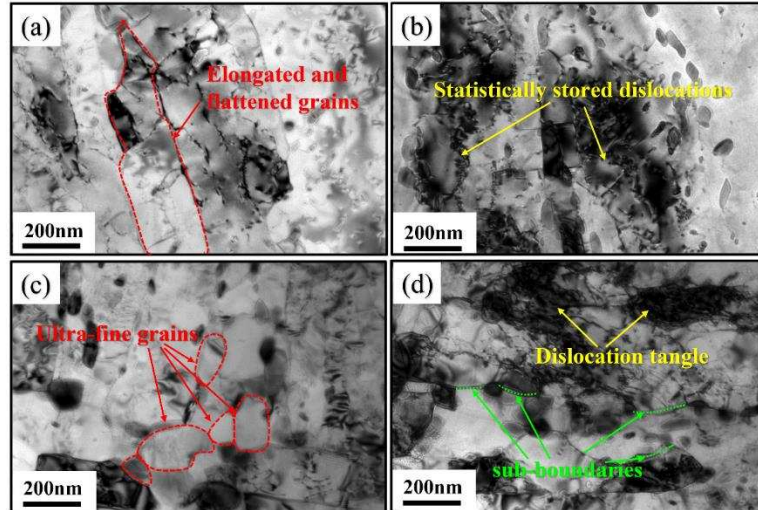 (a)
Elongated and
flattened grains
200nm
(b)
Statistically stored dislocations
200nm
(c)
Ultra-fine grains
200nm
(d)
Dislocation tangle
sub-boundaries
200nm